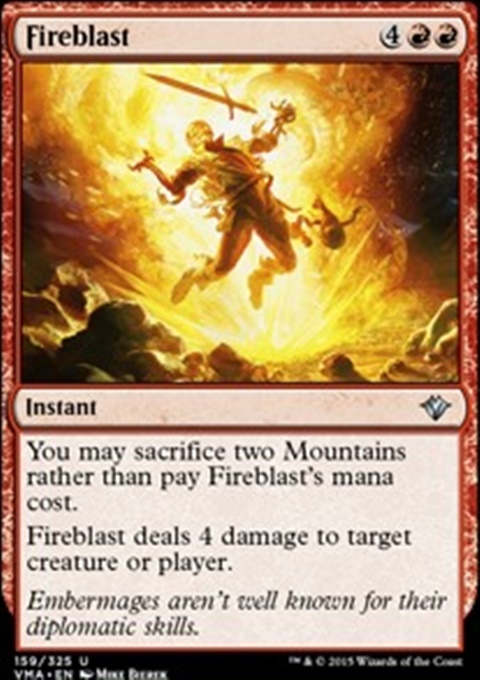 Fireblast 4
Instant
You may sacrifice two Mountains
rather than pay Fireblast's mana
cost.
Fireblast deals 4 damage to target
creature or player.
Embermages aren't well known for their
diplomatic skills.
159/325 U
VMA • EN Mike Bierek
™ & © 2015 Wizards of the Coast